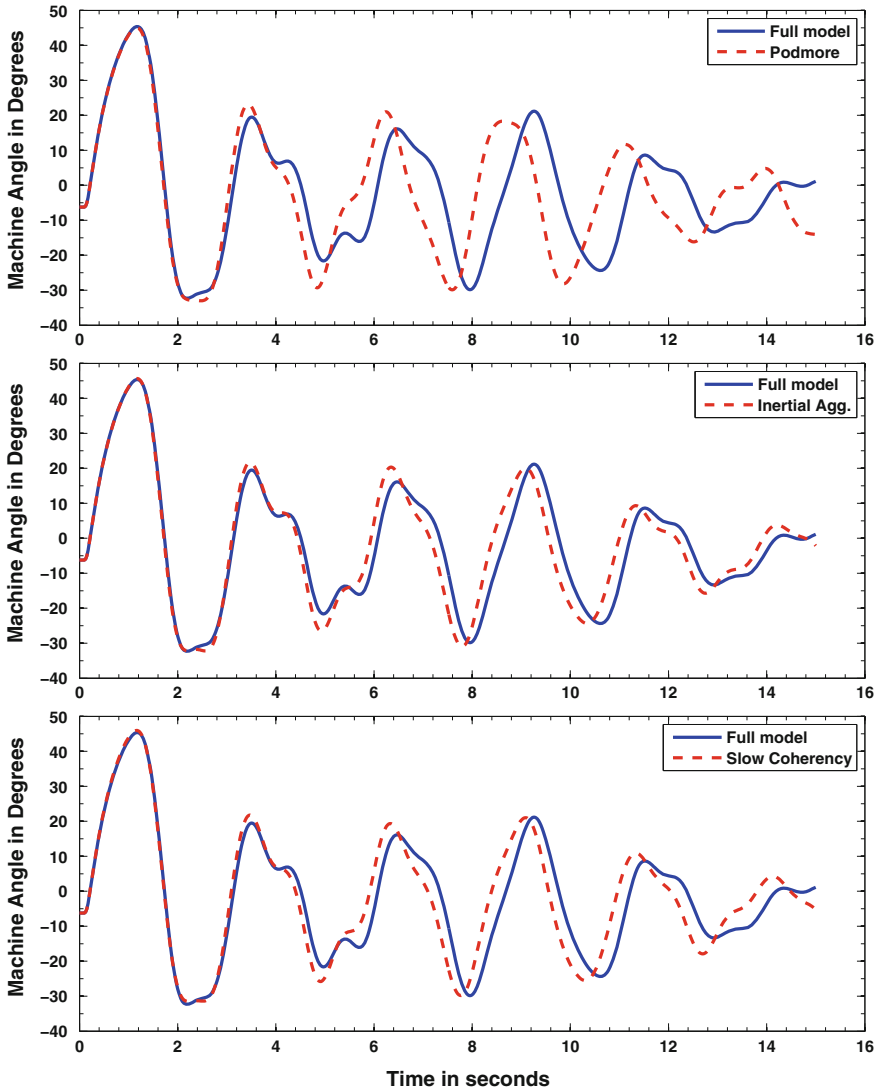 50
40
30
20
10
0
−10
−20
−30
−40
Machine Angle in Degrees
Full model
Podmore
0 2 4 6 8 10 12 14 16
50
40
30
20
10
0
−10
−20
−30
−40
Machine Angle in Degrees
Full model
Inertial Agg.
0 2 4 6 8 10 12 14 16
50
40
30
20
10
0
−10
−20
−30
−40
Machine Angle in Degrees
Full model
Slow Coherency
0 2 4 6 8 10 12 14 16
Time in seconds